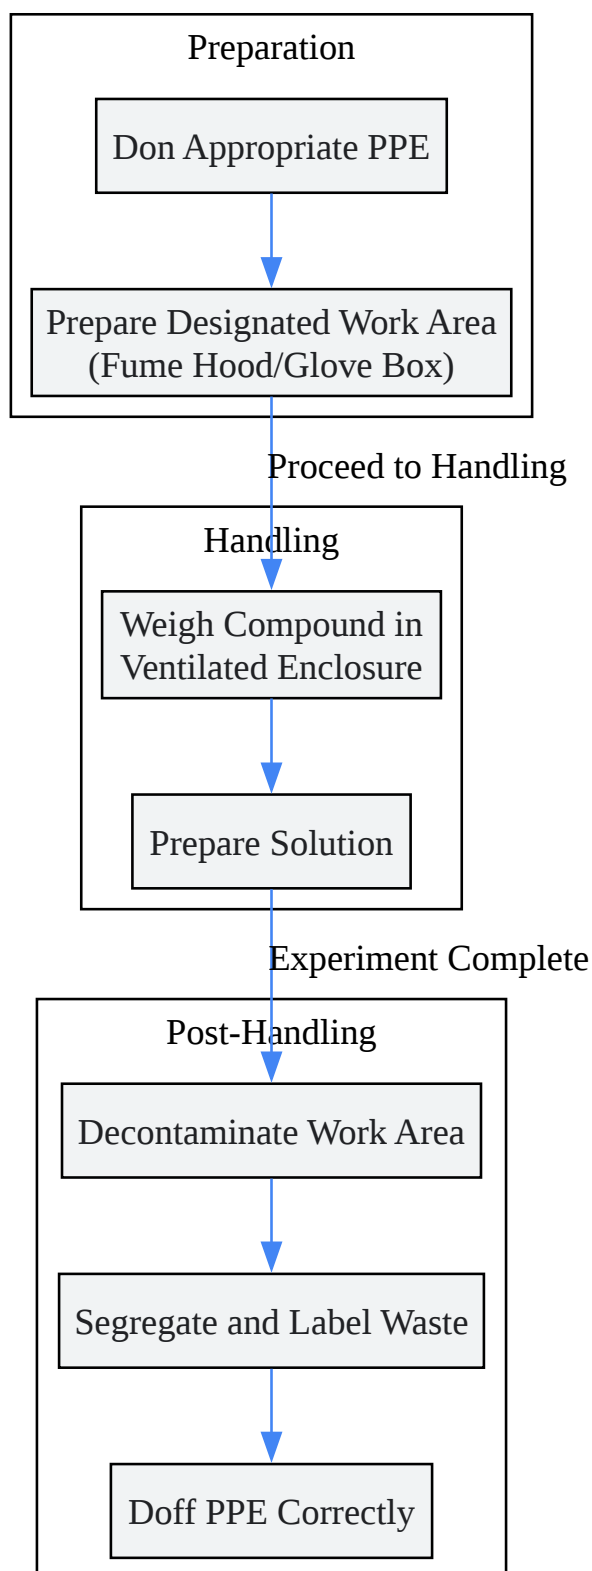 Preparation
Don Appropriate PPE
Prepare Designated Work Area
(Fume Hood/Glove Box)
Proceed to Handling
Handling
Weigh Compound in
Ventilated Enclosure
Prepare Solution
Experiment Complete
Post-Handling
Decontaminate Work Area
Segregate and Label Waste
Doff PPE Correctly